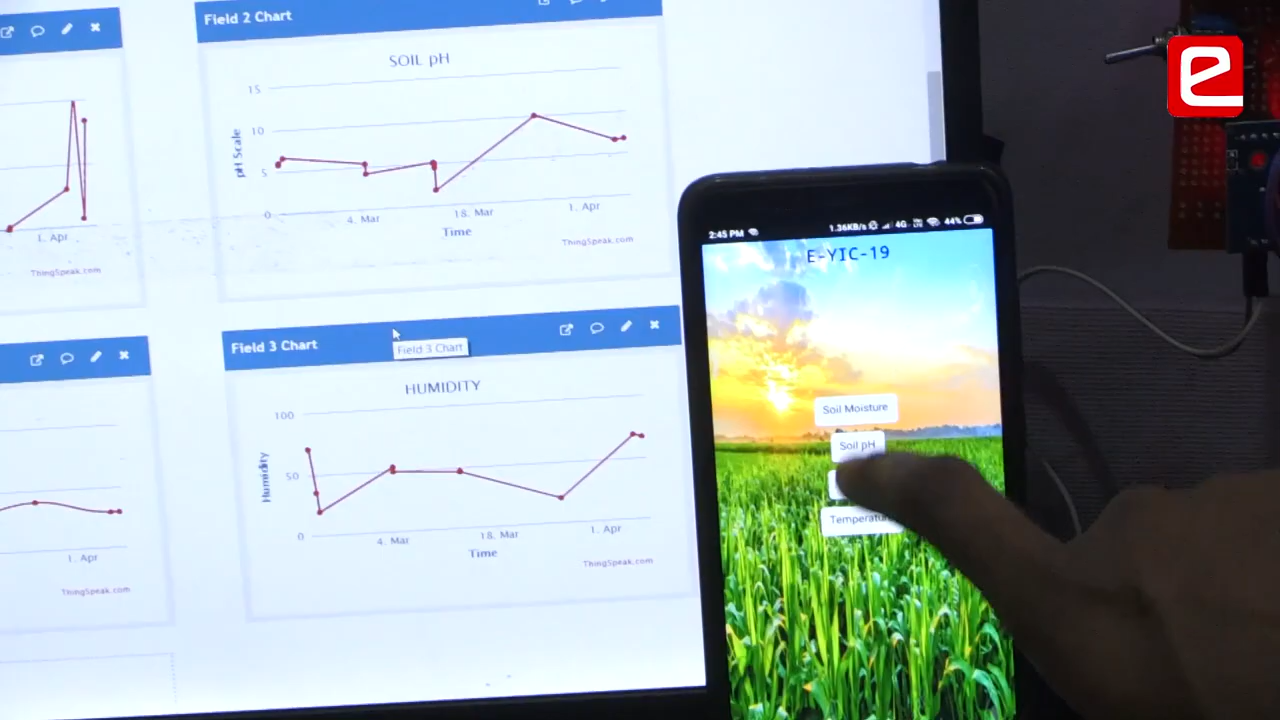 Field 2 Chart
SOIL pH
15
10
5
0
pH Scale
4. Mar
18. Mar
1. Apr
Time
ThingSpeak.com
1. Apr
ThingSpeak.com
Field 3 Chart
Field 3 Chart
HUMIDITY
100
50
0
Humidity
4. Mar
18. Mar
1. Apr
Time
ThingSpeak.com
1. Apr
ThingSpeak.com
2:45 PM
1.36KB/s
4G
44%
E-YIC-19
Soil Moisture
Soil pH
Temperature
e